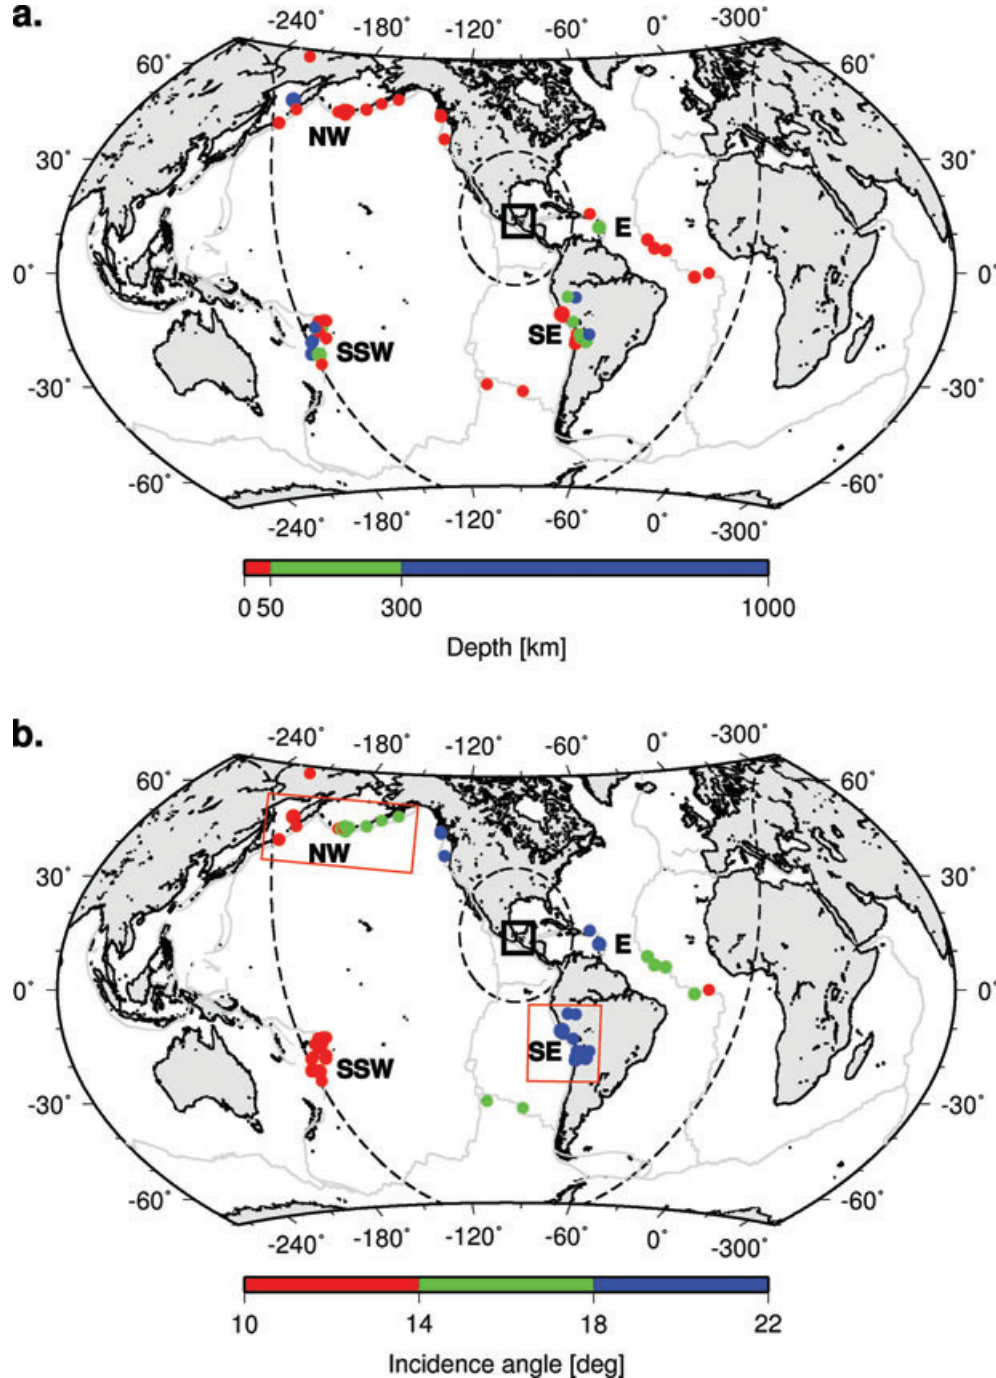 a.
-240˚ -180˚ -120˚ -60˚ 0˚ -300˚
60˚ 60˚
NW
30˚ 30˚
E
0˚ 0˚
SE
SSW
-30˚ -30˚
-60˚ -60˚
-240˚ -180˚ -120˚ -60˚ 0˚ -300˚
0 50 300 1000
Depth [km]
b.
-240˚ -180˚ -120˚ -60˚ 0˚ -300˚
60˚ 60˚
NW
30˚ 30˚
E
0˚ 0˚
SE
SSW
-30˚ -30˚
-60˚ -60˚
-240˚ -180˚ -120˚ -60˚ 0˚ -300˚
10 14 18 22
Incidence angle [deg]